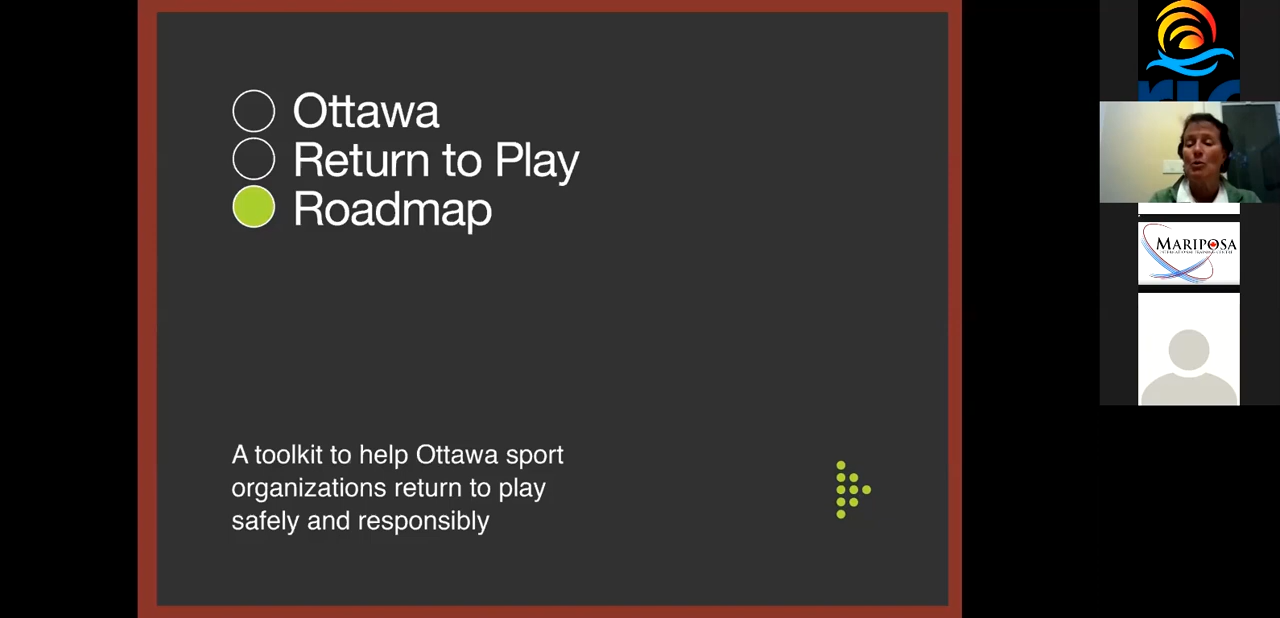 Ottawa
Return to Play
Roadmap
A toolkit to help Ottawa sport
organizations return to play
safely and responsibly
MARIPOSA